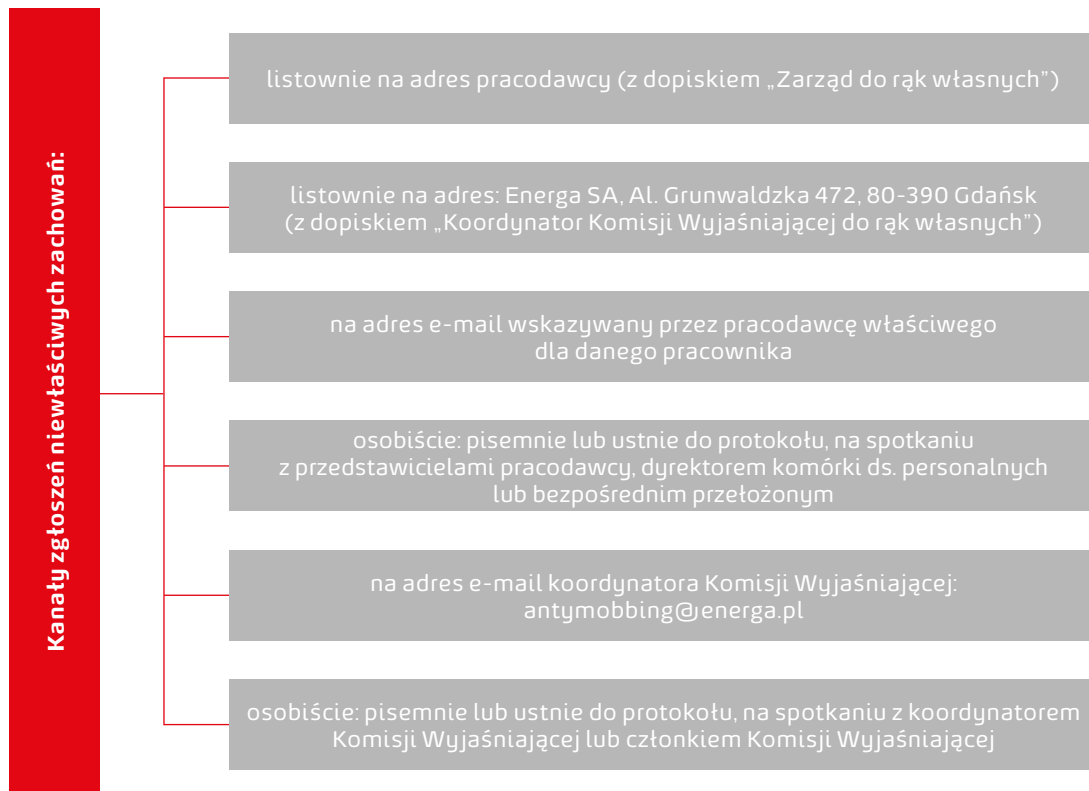 Kanały zgłoszeń niewłaściwych zachowań:
listownie na adres pracodawcy (z dopiskiem „Zarząd do rąk własnych”)
listownie na adres: Energa SA, Al. Grunwaldzka 472, 80-390 Gdańsk
(z dopiskiem „Koordynator Komisji Wyjaśniającej do rąk własnych”)
na adres e-mail wskazywany przez pracodawcę właściwego
dla danego pracownika
osobiście: pisemnie lub ustnie do protokołu, na spotkaniu
z przedstawicielami pracodawcy, dyrektorem komórki ds. personalnych
lub bezpośrednim przełożonym
na adres e-mail koordynatora Komisji Wyjaśniającej:
antymobbing@energa.pl
osobiście: pisemnie lub ustnie do protokołu, na spotkaniu z koordynatorem
Komisji Wyjaśniającej lub członkiem Komisji Wyjaśniającej